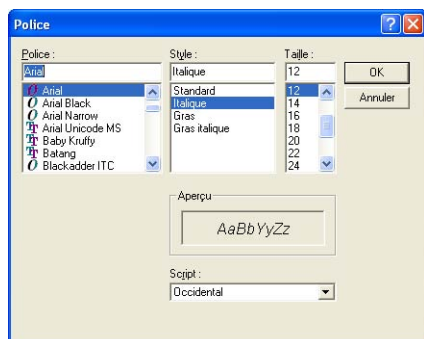 Police
Police :
Style :
Taille :
Arial
Italique
12
OK
Annuler
Arial
Arial Black
Arial Narrow
Arial Unicode MS
Baby Kruffy
Batang
Blackadder ITC
Standard
Italique
Gras
Gras italique
12
14
16
18
20
22
24
Aperçu
AaBbYyZz
Script :
Occidental